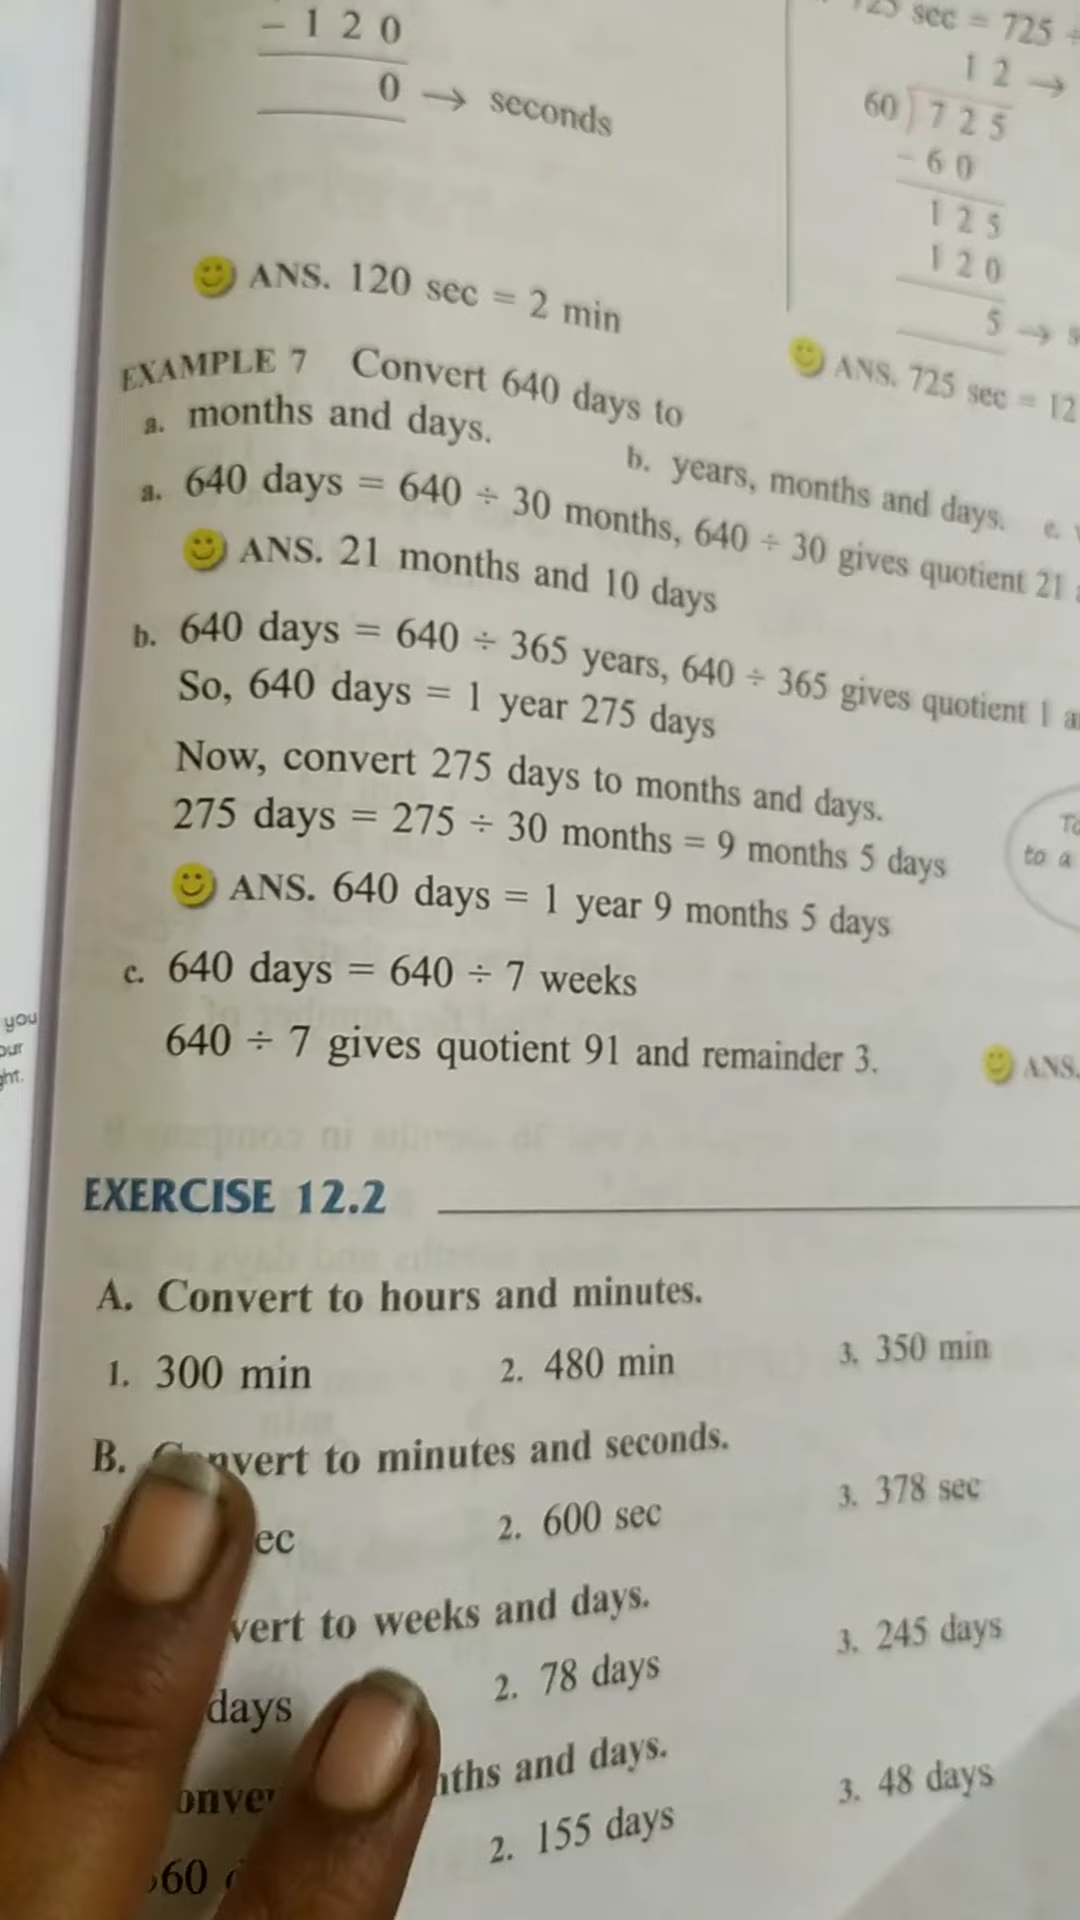 - 1 2 0
0 → seconds
ANS. 120 sec = 2 min
sec = 725 ÷
1 2 →
60 ) 7 2 5
- 6 0
1 2 5
1 2 0
5 →
ANS. 725 sec = 12
EXAMPLE 7 Convert 640 days to
a. months and days.
b. years, months and days.
a. 640 days = 640 ÷ 30 months, 640 ÷ 30 gives quotient 21
ANS. 21 months and 10 days
b. 640 days = 640 ÷ 365 years, 640 ÷ 365 gives quotient 1
So, 640 days = 1 year 275 days
Now, convert 275 days to months and days.
275 days = 275 ÷ 30 months = 9 months 5 days
to a
ANS. 640 days = 1 year 9 months 5 days
c. 640 days = 640 ÷ 7 weeks
640 ÷ 7 gives quotient 91 and remainder 3.
ANS.
you
EXERCISE 12.2
A. Convert to hours and minutes.
1. 300 min 2. 480 min 3. 350 min
B. Convert to minutes and seconds.
2. 600 sec 3. 378 sec
to weeks and days.
days 2. 78 days 3. 245 days
and days.
2. 155 days 3. 48 days